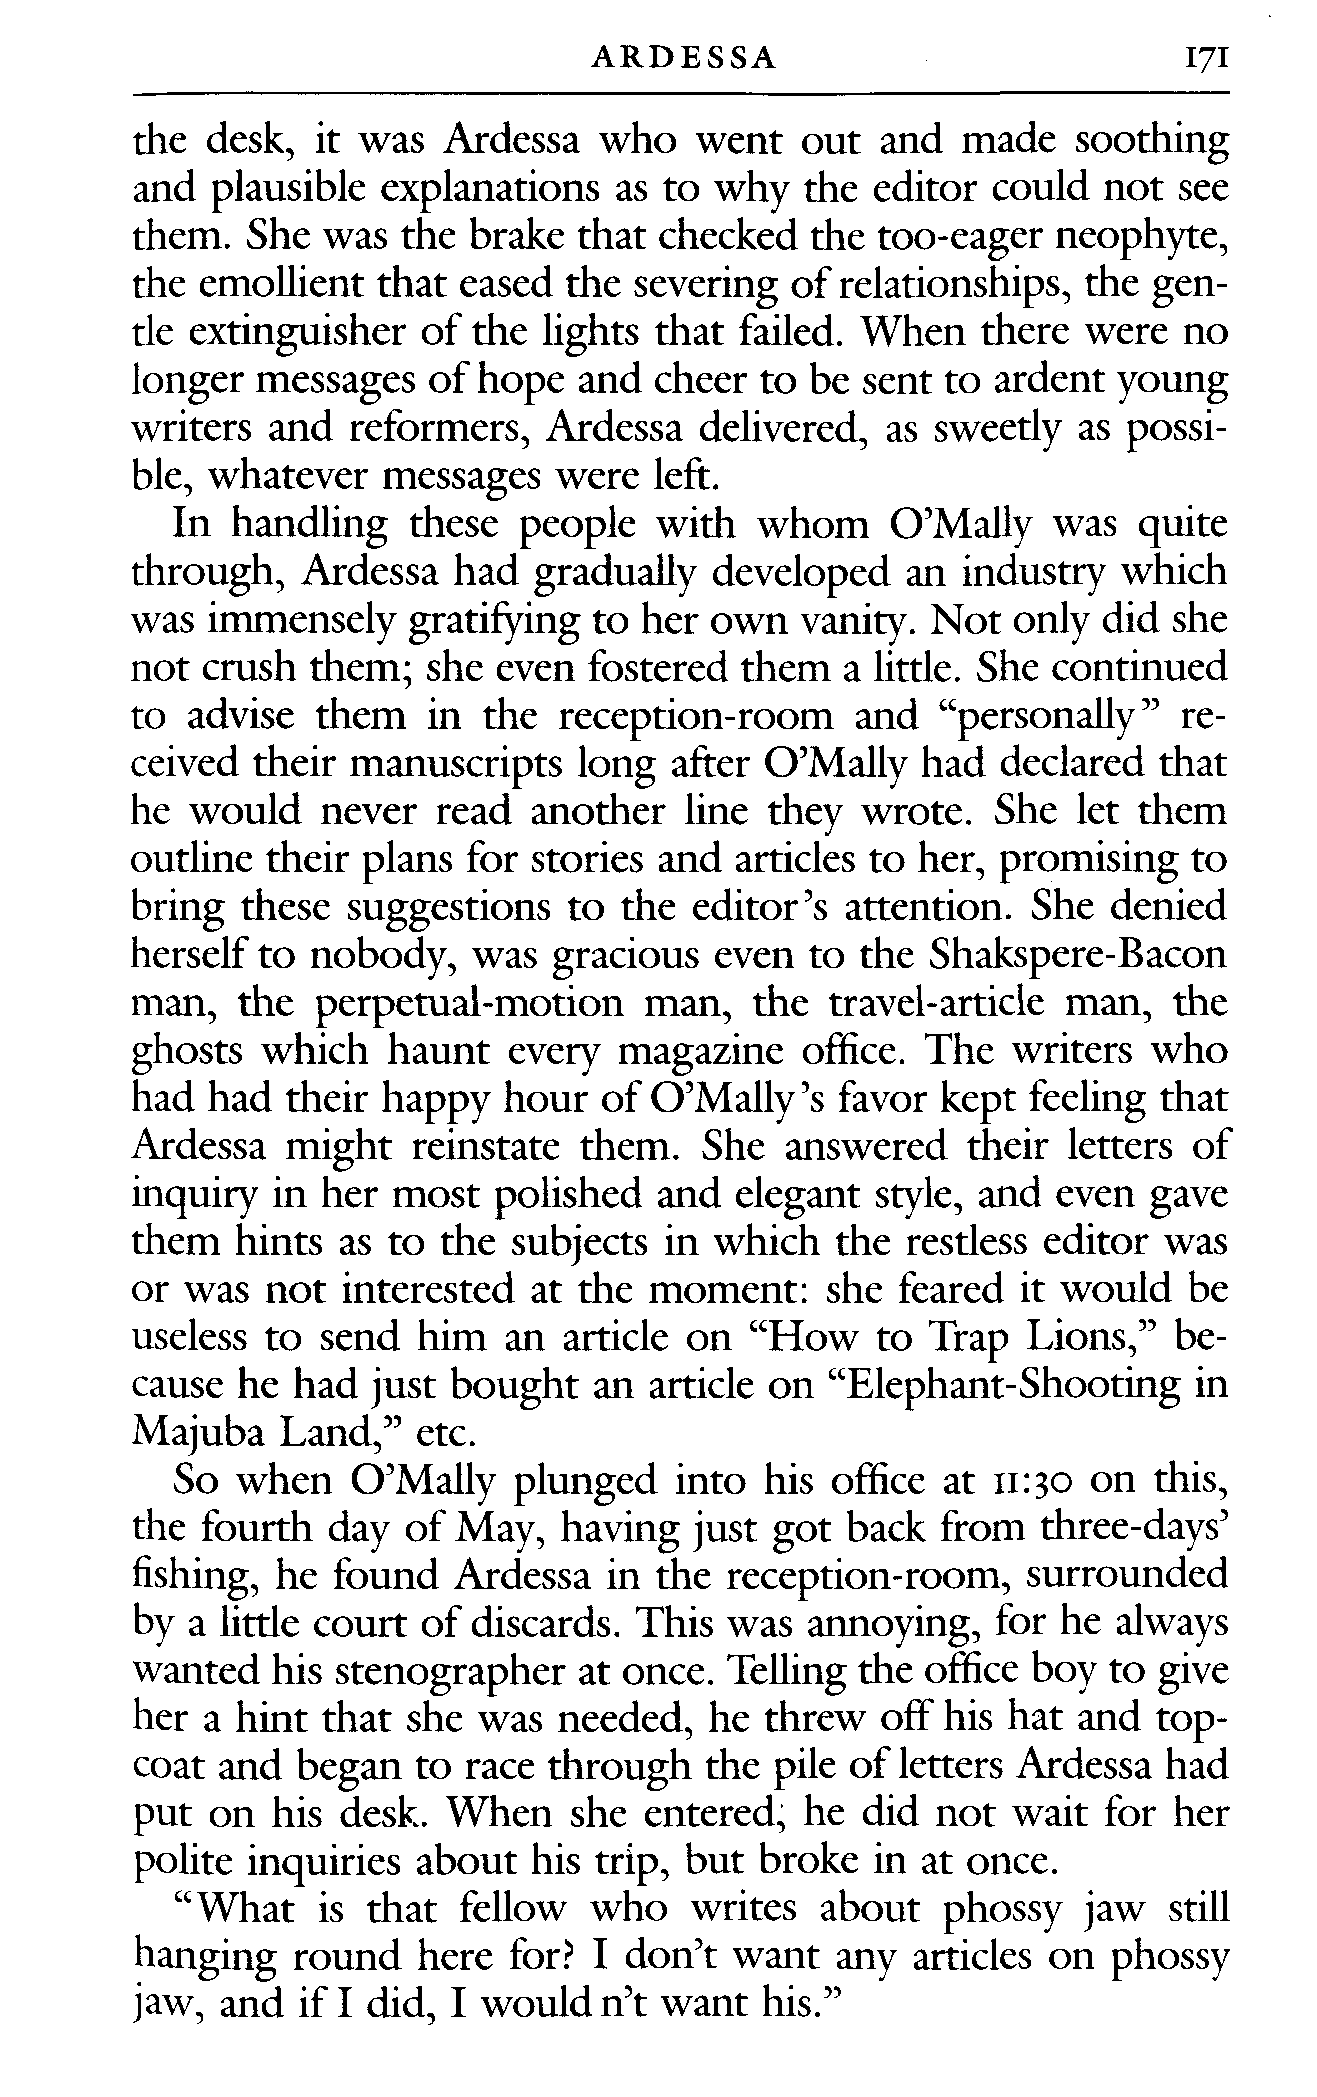 ARDESSA 171
the desk, it was Ardessa who went out and made soothing
and plausible explanations as to why the editor could not see
them. She was the brake that checked the too-eager neophyte,
the emollient that eased the severing of relationships, the gen-
tle extinguisher of the lights that failed. When there were no
longer messages of hope and cheer to be sent to ardent young
writers and reformers, Ardessa delivered, as sweetly as possi-
ble, whatever messages were left.
In handling these people with whom O’Mally was quite
through, Ardessa had gradually developed an industry which
was immensely gratifying to her own vanity. Not only did she
not crush them; she even fostered them a little. She continued
to advise them in the reception-room and “personally” re-
ceived their manuscripts long after O’Mally had declared that
he would never read another line they wrote. She let them
outline their plans for stories and articles to her, promising to
bring these suggestions to the editor’s attention. She denied
herself to nobody, was gracious even to the Shakspere-Bacon
man, the perpetual-motion man, the travel-article man, the
ghosts which haunt every magazine office. The writers who
had had their happy hour of O’Mally’s favor kept feeling that
Ardessa might reinstate them. She answered their letters of
inquiry in her most polished and elegant style, and even gave
them hints as to the subjects in which the restless editor was
or was not interested at the moment: she feared it would be
useless to send him an article on “How to Trap Lions,” be-
cause he had just bought an article on “Elephant-Shooting in
Majuba Land,” etc.
So when O’Mally plunged into his office at 11:30 on this,
the fourth day of May, having just got back from three-days’
fishing, he found Ardessa in the reception-room, surrounded
by a little court of discards. This was annoying, for he always
wanted his stenographer at once. Telling the office boy to give
her a hint that she was needed, he threw off his hat and top-
coat and began to race through the pile of letters Ardessa had
put on his desk. When she entered, he did not wait for her
polite inquiries about his trip, but broke in at once.
“What is that fellow who writes about phossy jaw still
hanging round here for? I don’t want any articles on phossy
jaw, and if I did, I would n’t want his.”